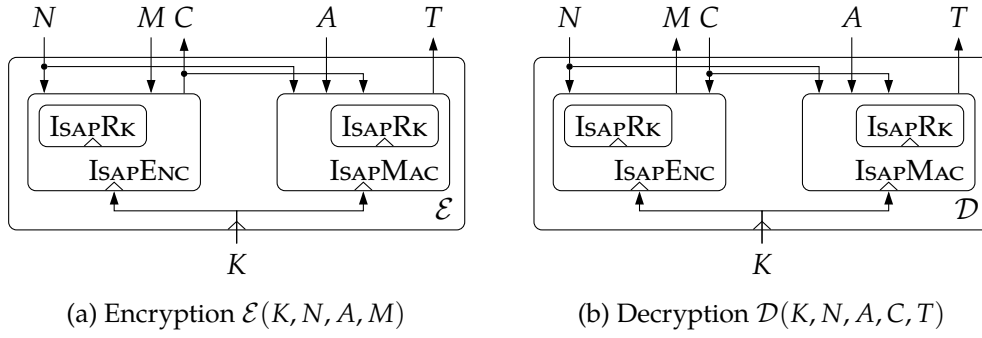 N M C A T N M C A T
IsapRk IsapRk IsapRk IsapRk
IsapEnc IsapMac IsapEnc IsapMac
ℰ 𝒟
K K
(a) Encryption ℰ(K, N, A, M) (b) Decryption 𝒟(K, N, A, C, T)